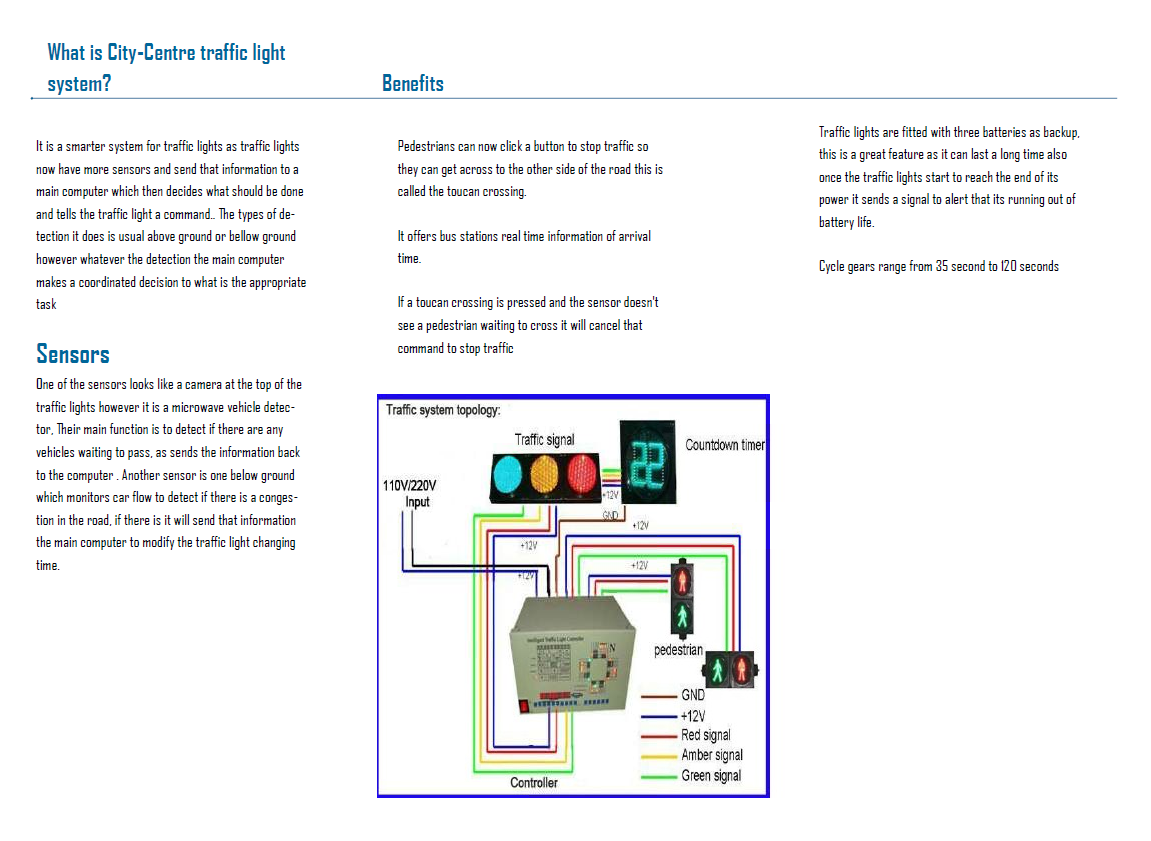 What is City-Centre traffic light
system?
It is a smarter system for traffic lights as traffic lights
now have more sensors and send that information to a
main computer which then decides what should be done
and tells the traffic light a command.. The types of de-
tection it does is usual above ground or bellow ground
however whatever the detection the main computer
makes a coordinated decision to what is the appropriate
task
Sensors
One of the sensors looks like a camera at the top of the
traffic lights however it is a microwave vehicle detec-
tor, Their main function is to detect if there are any
vehicles waiting to pass, as sends the information back
to the computer . Another sensor is one below ground
which monitors car flow to detect if there is a conges-
tion in the road, if there is it will send that information
the main computer to modify the traffic light changing
time.
Benefits
Pedestrians can now click a button to stop traffic so
they can get across to the other side of the road this is
called the toucan crossing.
It offers bus stations real time information of arrival
time.
If a toucan crossing is pressed and the sensor doesn't
see a pedestrian waiting to cross it will cancel that
command to stop traffic
Traffic system topology:
Traffic signal
22
Countdown timer
110V/220V
Input
+12V
GND
+12V
+12V
+12V
+12V
Intelligent Traffic Light Controller
N
pedestrian
GND
+12V
Red signal
Amber signal
Green signal
Controller
Traffic lights are fitted with three batteries as backup,
this is a great feature as it can last a long time also
once the traffic lights start to reach the end of its
power it sends a signal to alert that its running out of
battery life.
Cycle gears range from 35 second to 120 seconds